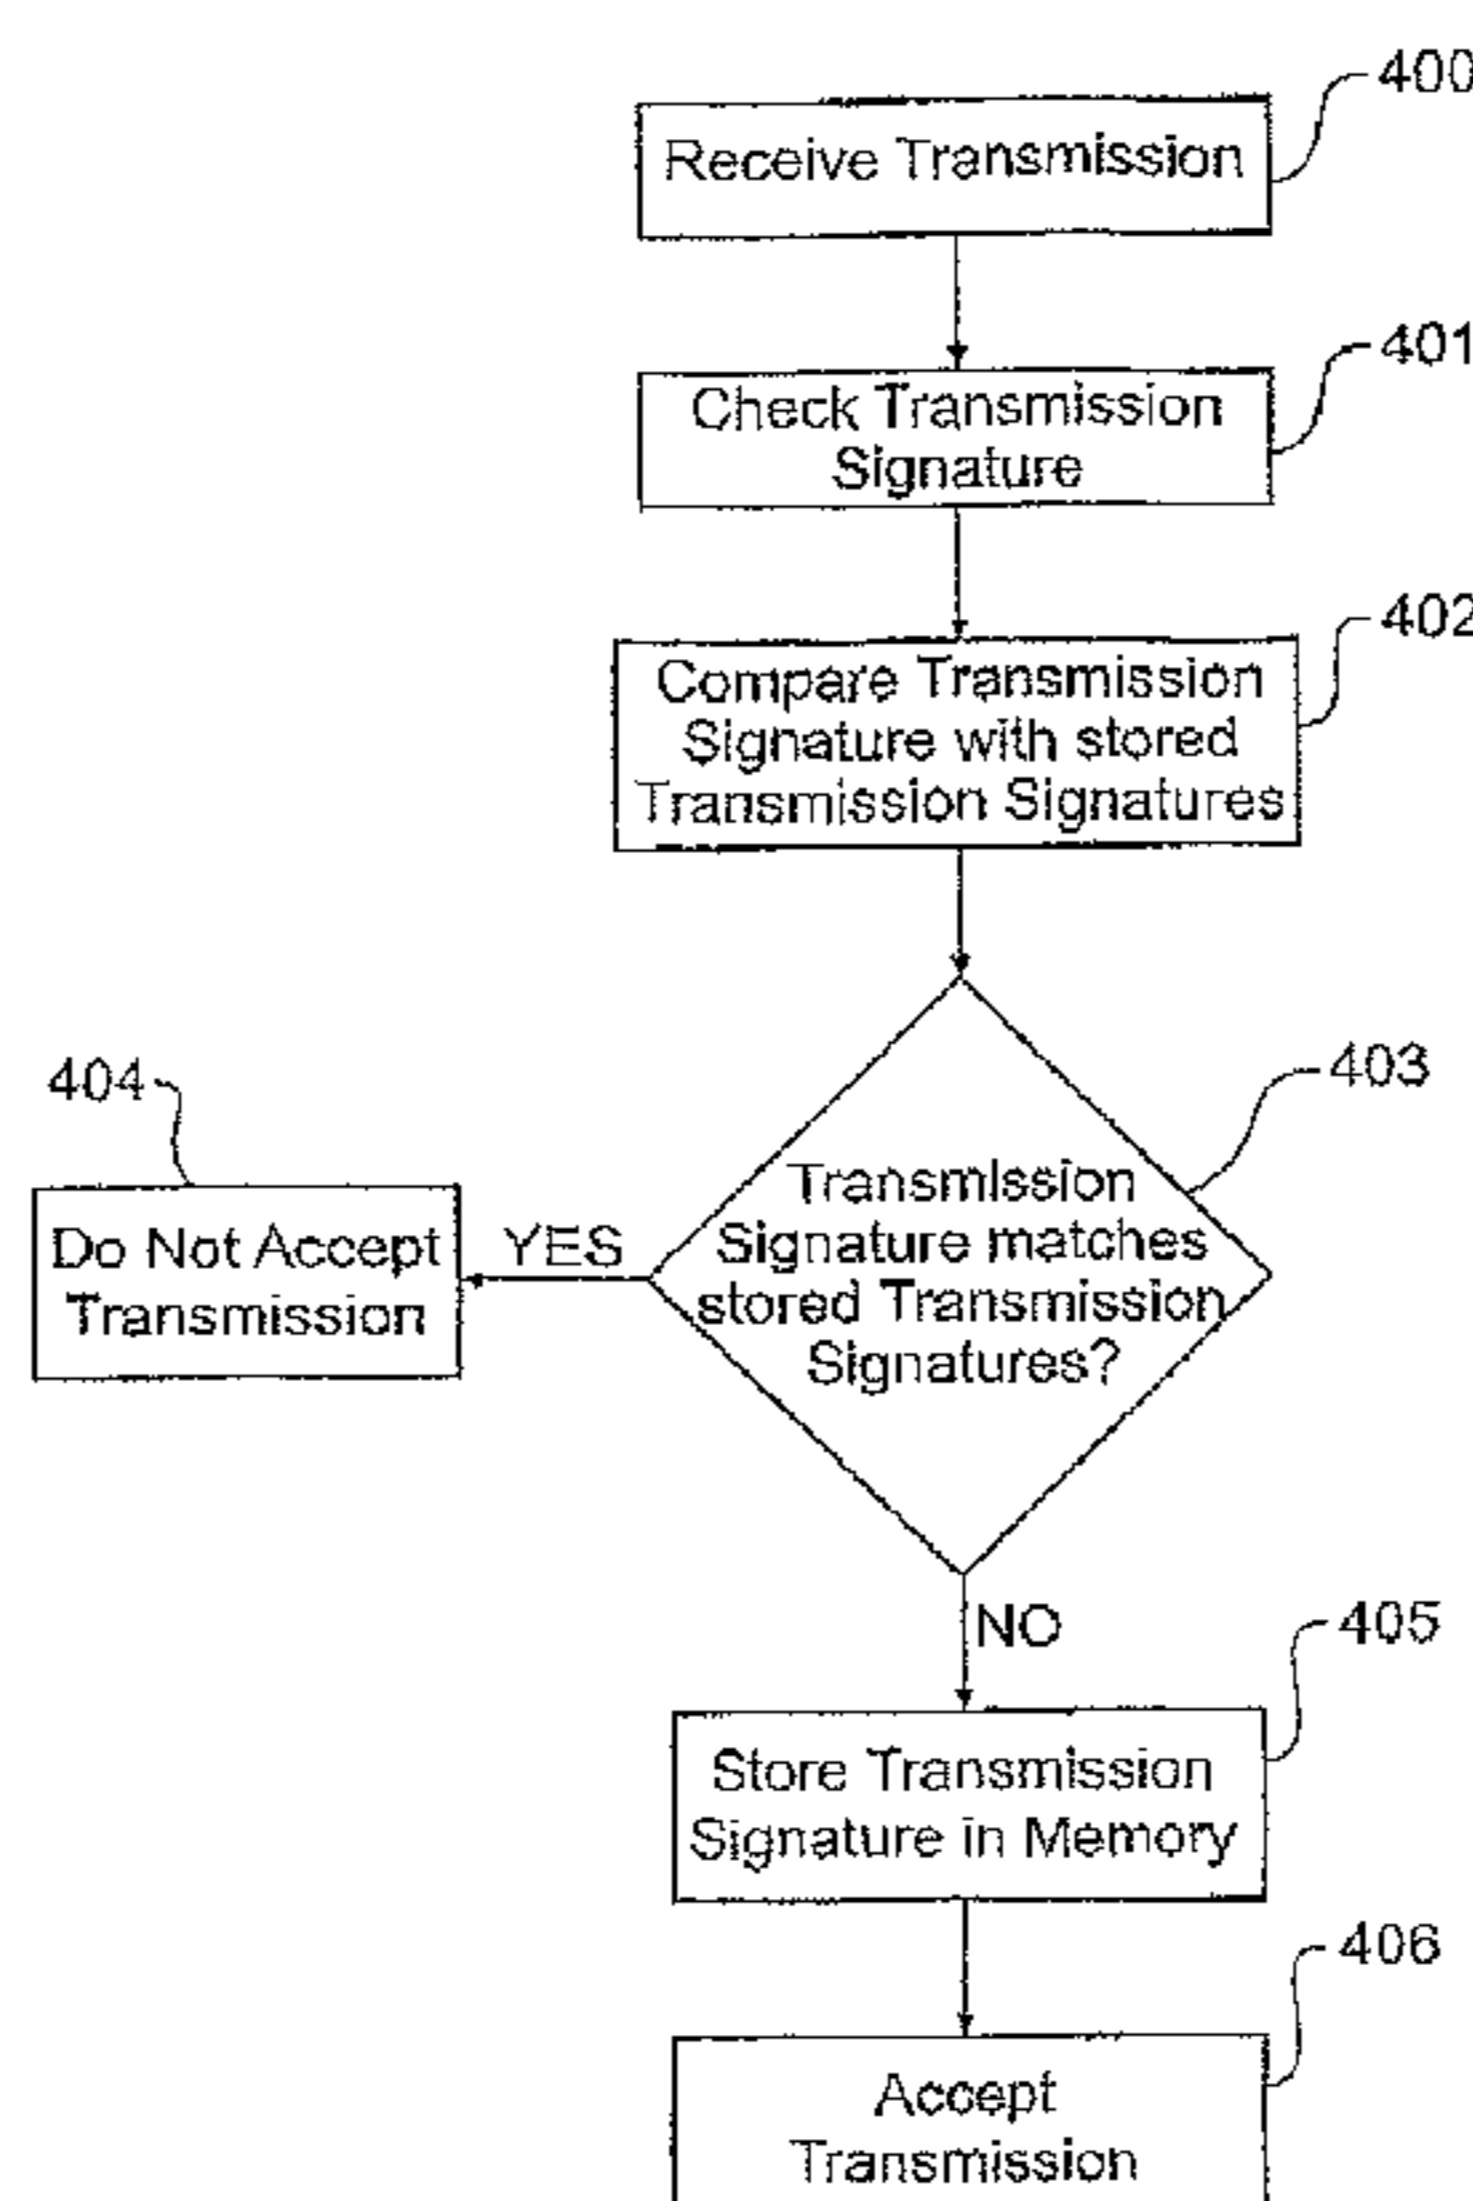 400
Receive Transmission
401
Check Transmission
Signature
402
Compare Transmission
Signature with stored
Transmission Signatures
403
404
Transmission
Signature matches
stored Transmission
Signatures?
YES
Do Not Accept
Transmission
NO
405
Store Transmission
Signature in Memory
406
Accept
Transmission